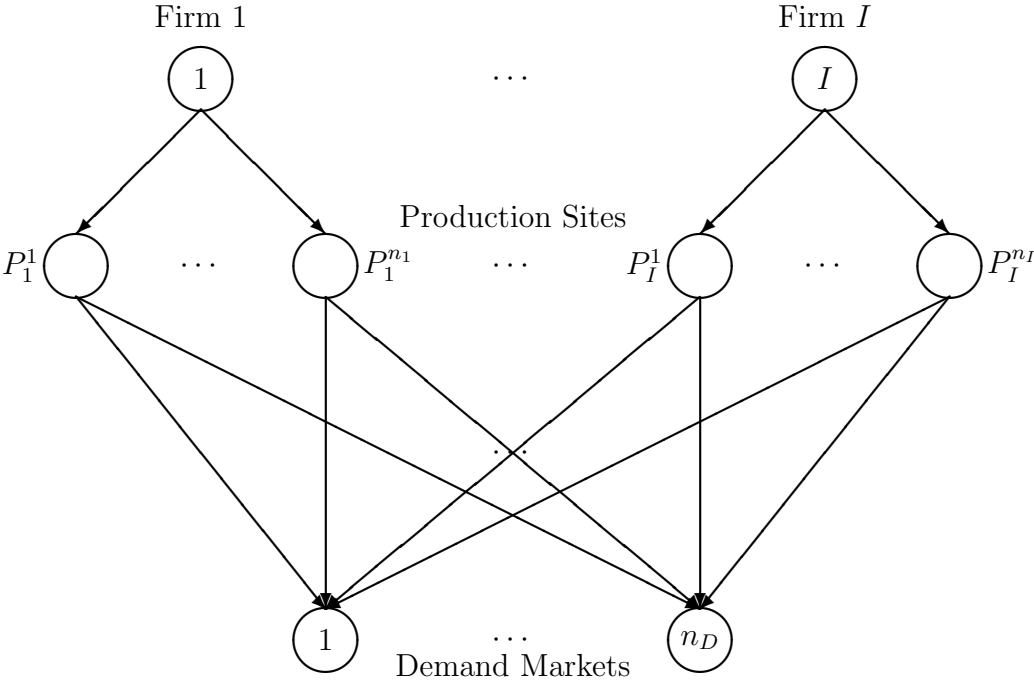 Firm 1 Firm I
1 ⋯ I
Production Sites
P_1^1 ⋯ P_1^{n_1} ⋯ P_I^1 ⋯ P_I^{n_I}
⋯
1 ⋯ n_D
Demand Markets